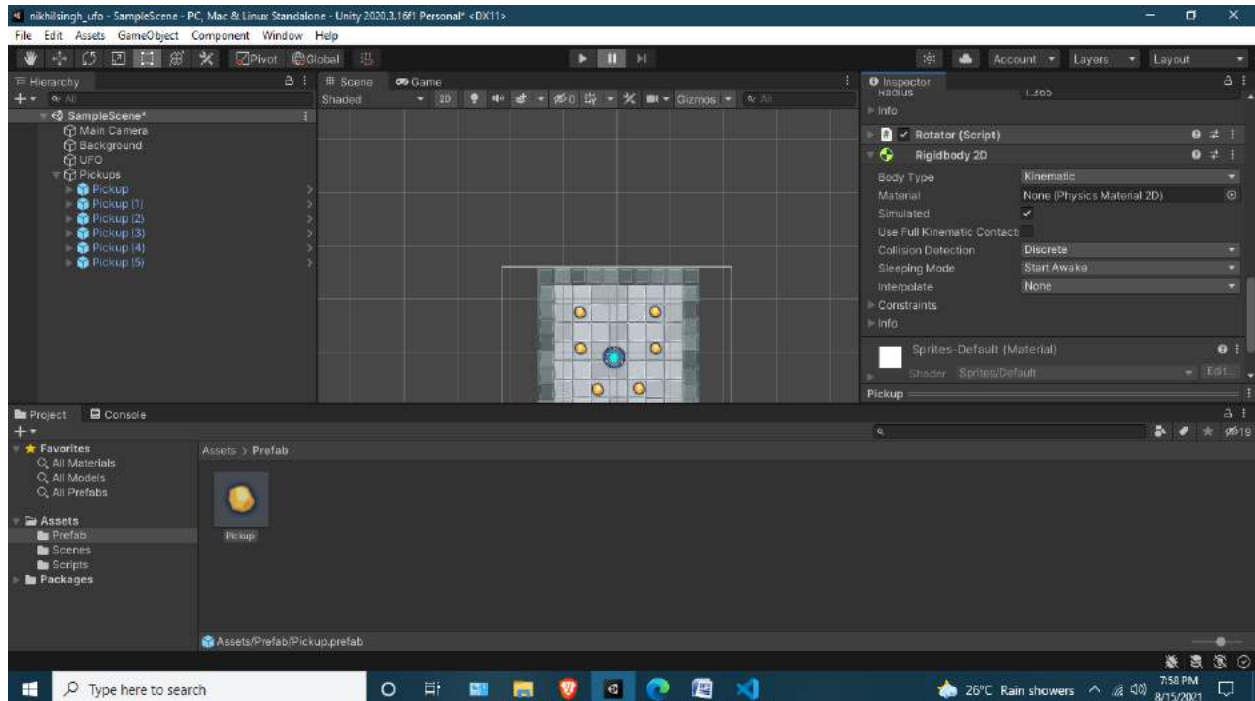 nikhilsingh_ufo - SampleScene - PC, Mac & Linux Standalone - Unity 2020.3.16f1 Personal* <DX11>
File Edit Assets GameObject Component Window Help
Pivot Global
Account Layers Layout
Hierarchy
All
SampleScene*
Main Camera
Background
UFO
Pickups
Pickup
Pickup (1)
Pickup (2)
Pickup (3)
Pickup (4)
Pickup (5)
Scene Game
Shaded 2D 0 Gizmos All
Inspector
Radius 1.365
Info
Rotator (Script)
Rigidbody 2D
Body Type Kinematic
Material None (Physics Material 2D)
Simulated
Use Full Kinematic Contact
Collision Detection Discrete
Sleeping Mode Start Awake
Interpolate None
Constraints
Info
Sprites-Default (Material)
Shader Sprites/Default Edit...
Pickup
Project Console
19
Favorites
All Materials
All Models
All Prefabs
Assets
Prefab
Scenes
Scripts
Packages
Assets > Prefab
Pickup
Assets/Prefab/Pickup.prefab
Type here to search
26°C Rain showers
7:58 PM
8/15/2021